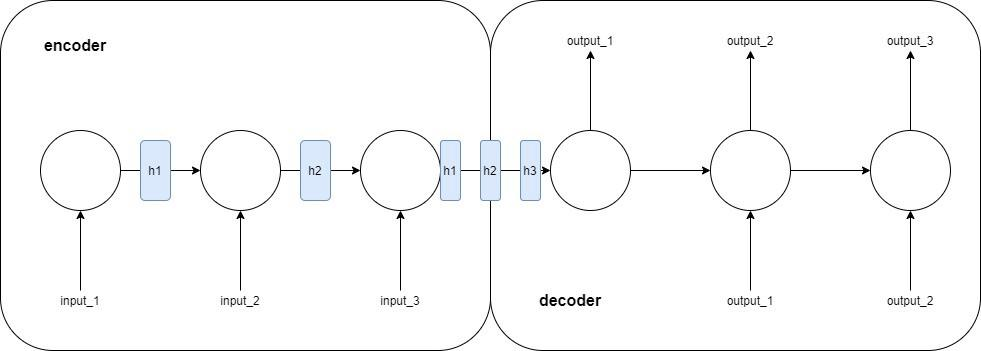 encoder
output_1
output_2
output_3
h1
h2
h1
h2
h3
input_1
input_2
input_3
decoder
output_1
output_2